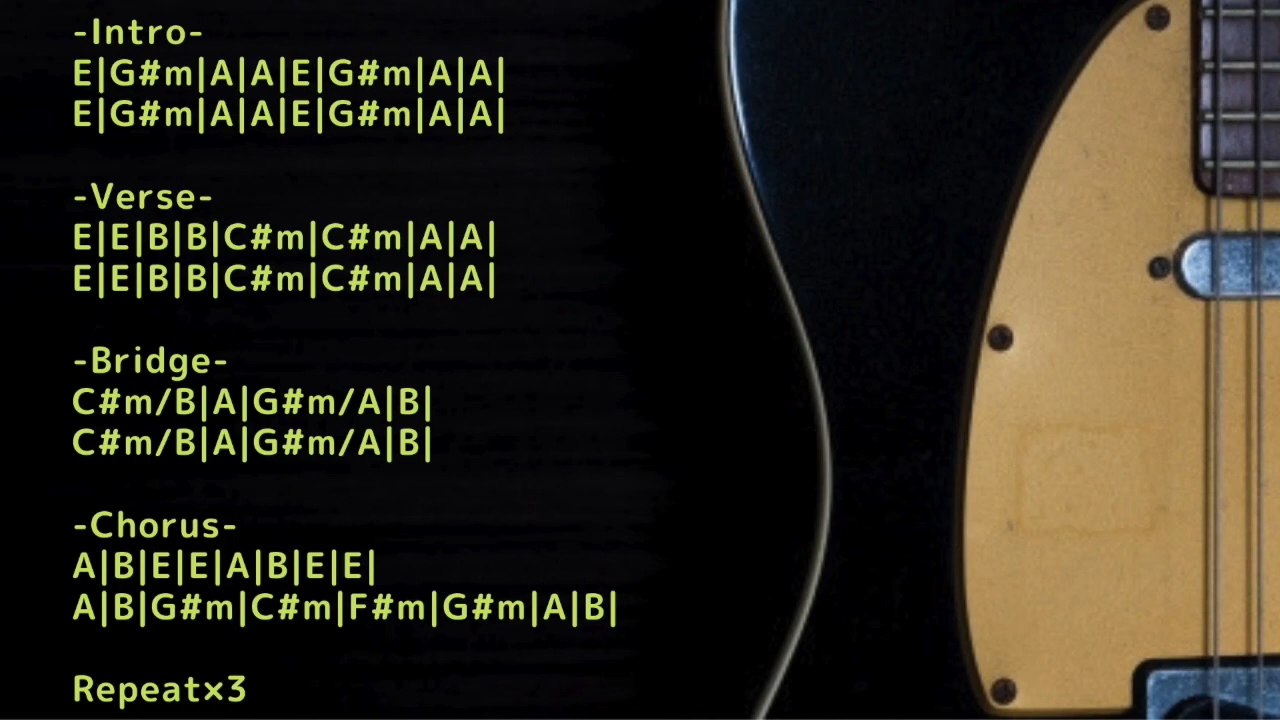 -Intro-
E|G#m|A|A|E|G#m|A|A|
E|G#m|A|A|E|G#m|A|A|
-Verse-
E|E|B|B|C#m|C#m|A|A|
E|E|B|B|C#m|C#m|A|A|
-Bridge-
C#m/B|A|G#m/A|B|
C#m/B|A|G#m/A|B|
-Chorus-
A|B|E|E|A|B|E|E|
A|B|G#m|C#m|F#m|G#m|A|B|
Repeat×3